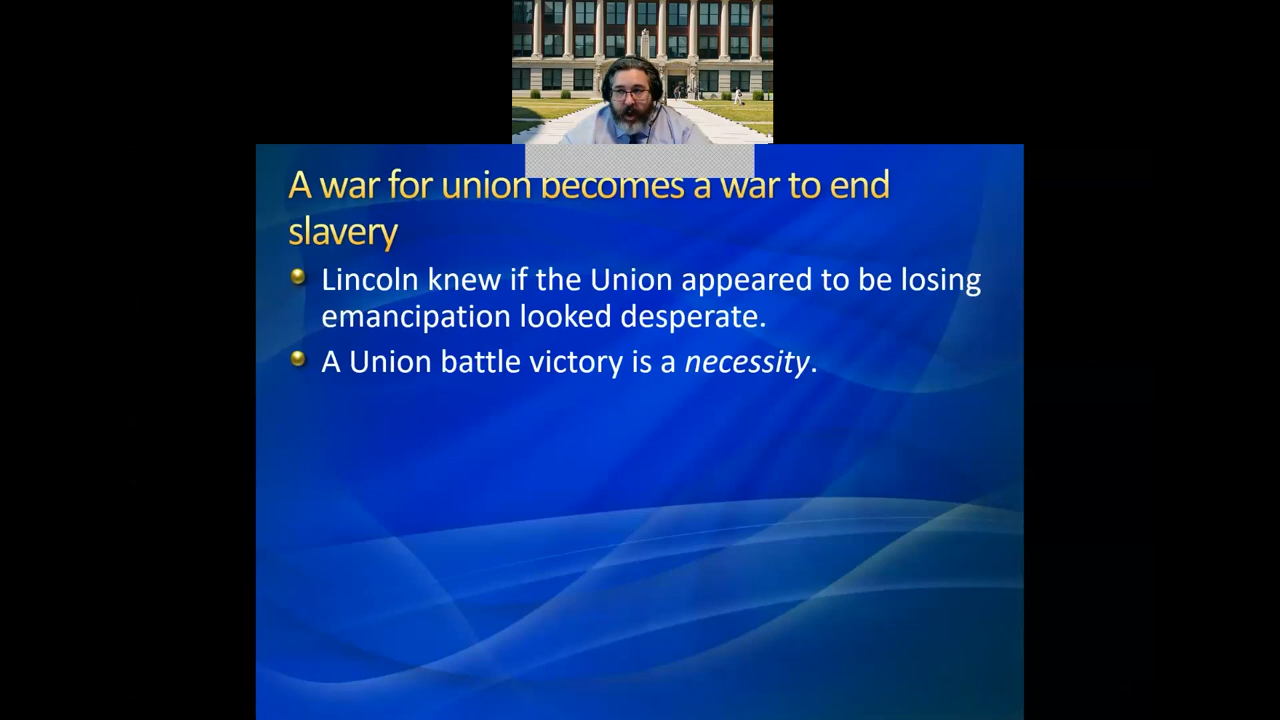 A war for union becomes a war to end
slavery
Lincoln knew if the Union appeared to be losing
emancipation looked desperate.
A Union battle victory is a necessity.